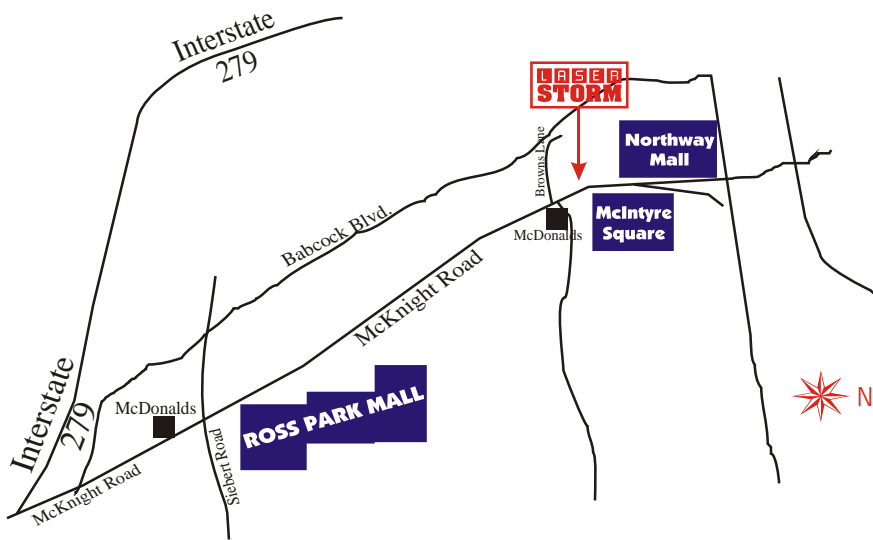 Interstate
279
LASER
STORM
Northway
Mall
Browns Lane
McIntyre
Square
McDonalds
Babcock Blvd.
McKnight Road
Interstate
279
McDonalds
ROSS PARK MALL
N
Siebert Road
McKnight Road